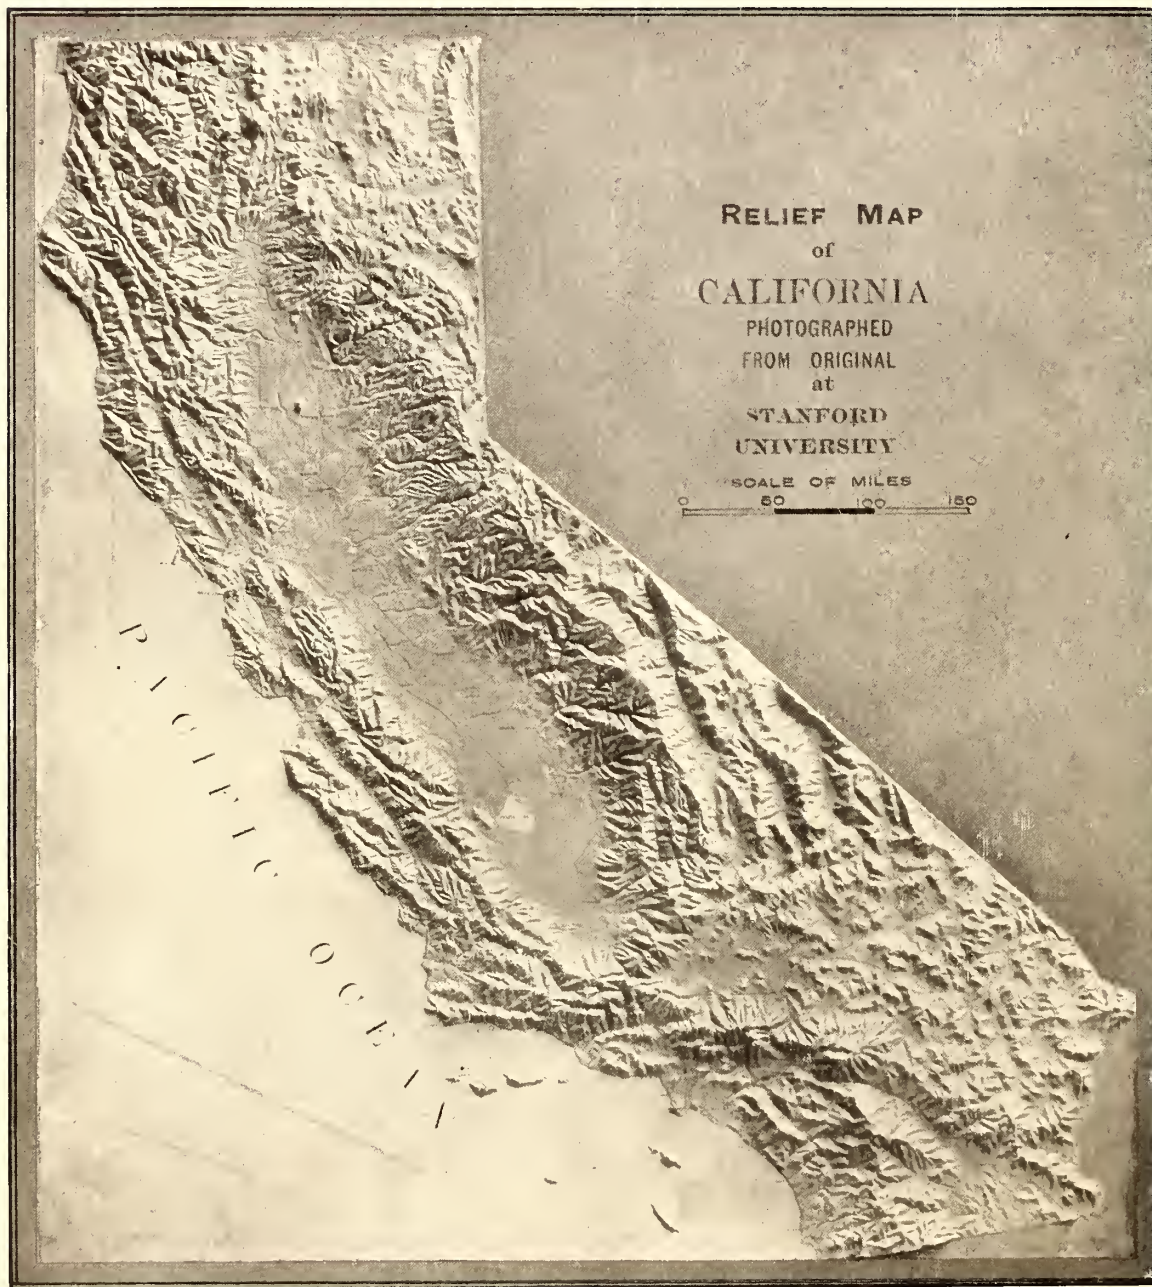 RELIEF MAP
of
CALIFORNIA
PHOTOGRAPHED
FROM ORIGINAL
at
STANFORD
UNIVERSITY
SCALE OF MILES
0 50 100 150
PACIFIC OCEAN